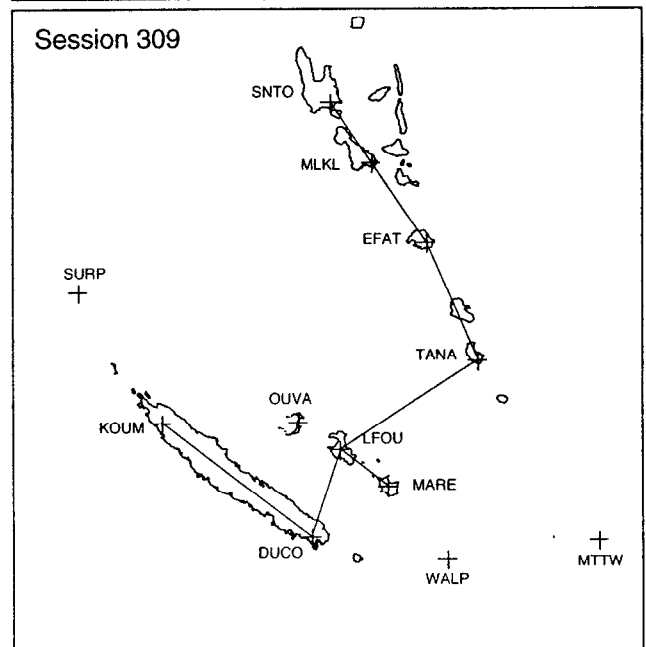 Session 309
SNTO
MLKL
EFAT
SURP
TANA
OUVA
KOUM
LFOU
MARE
DUCO
WALP
MTTW